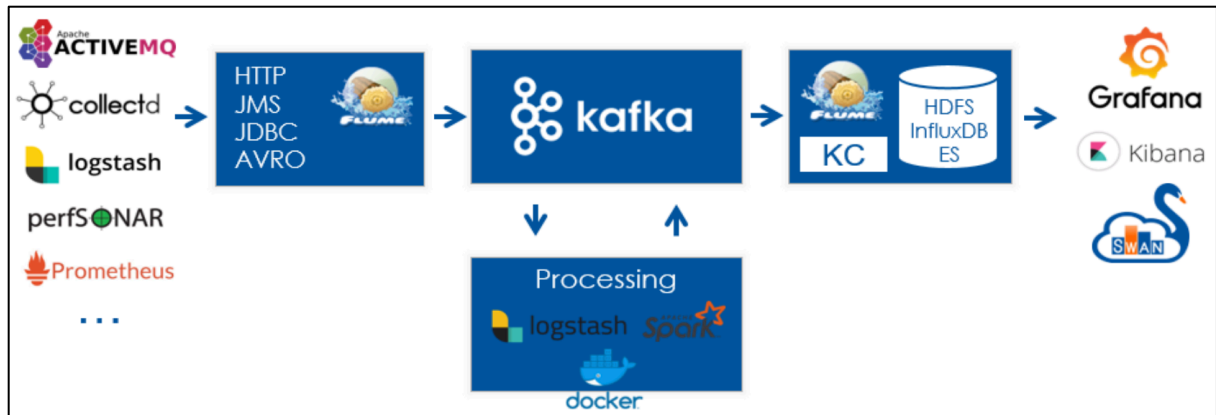 Apache
ACTIVEMQ
collectd
logstash
perfSONAR
Prometheus
...
HTTP
JMS
JDBC
AVRO
FLUME
kafka
Processing
logstash
APACHE
Spark
docker
FLUME
KC
HDFS
InfluxDB
ES
Grafana
Kibana
SWAN